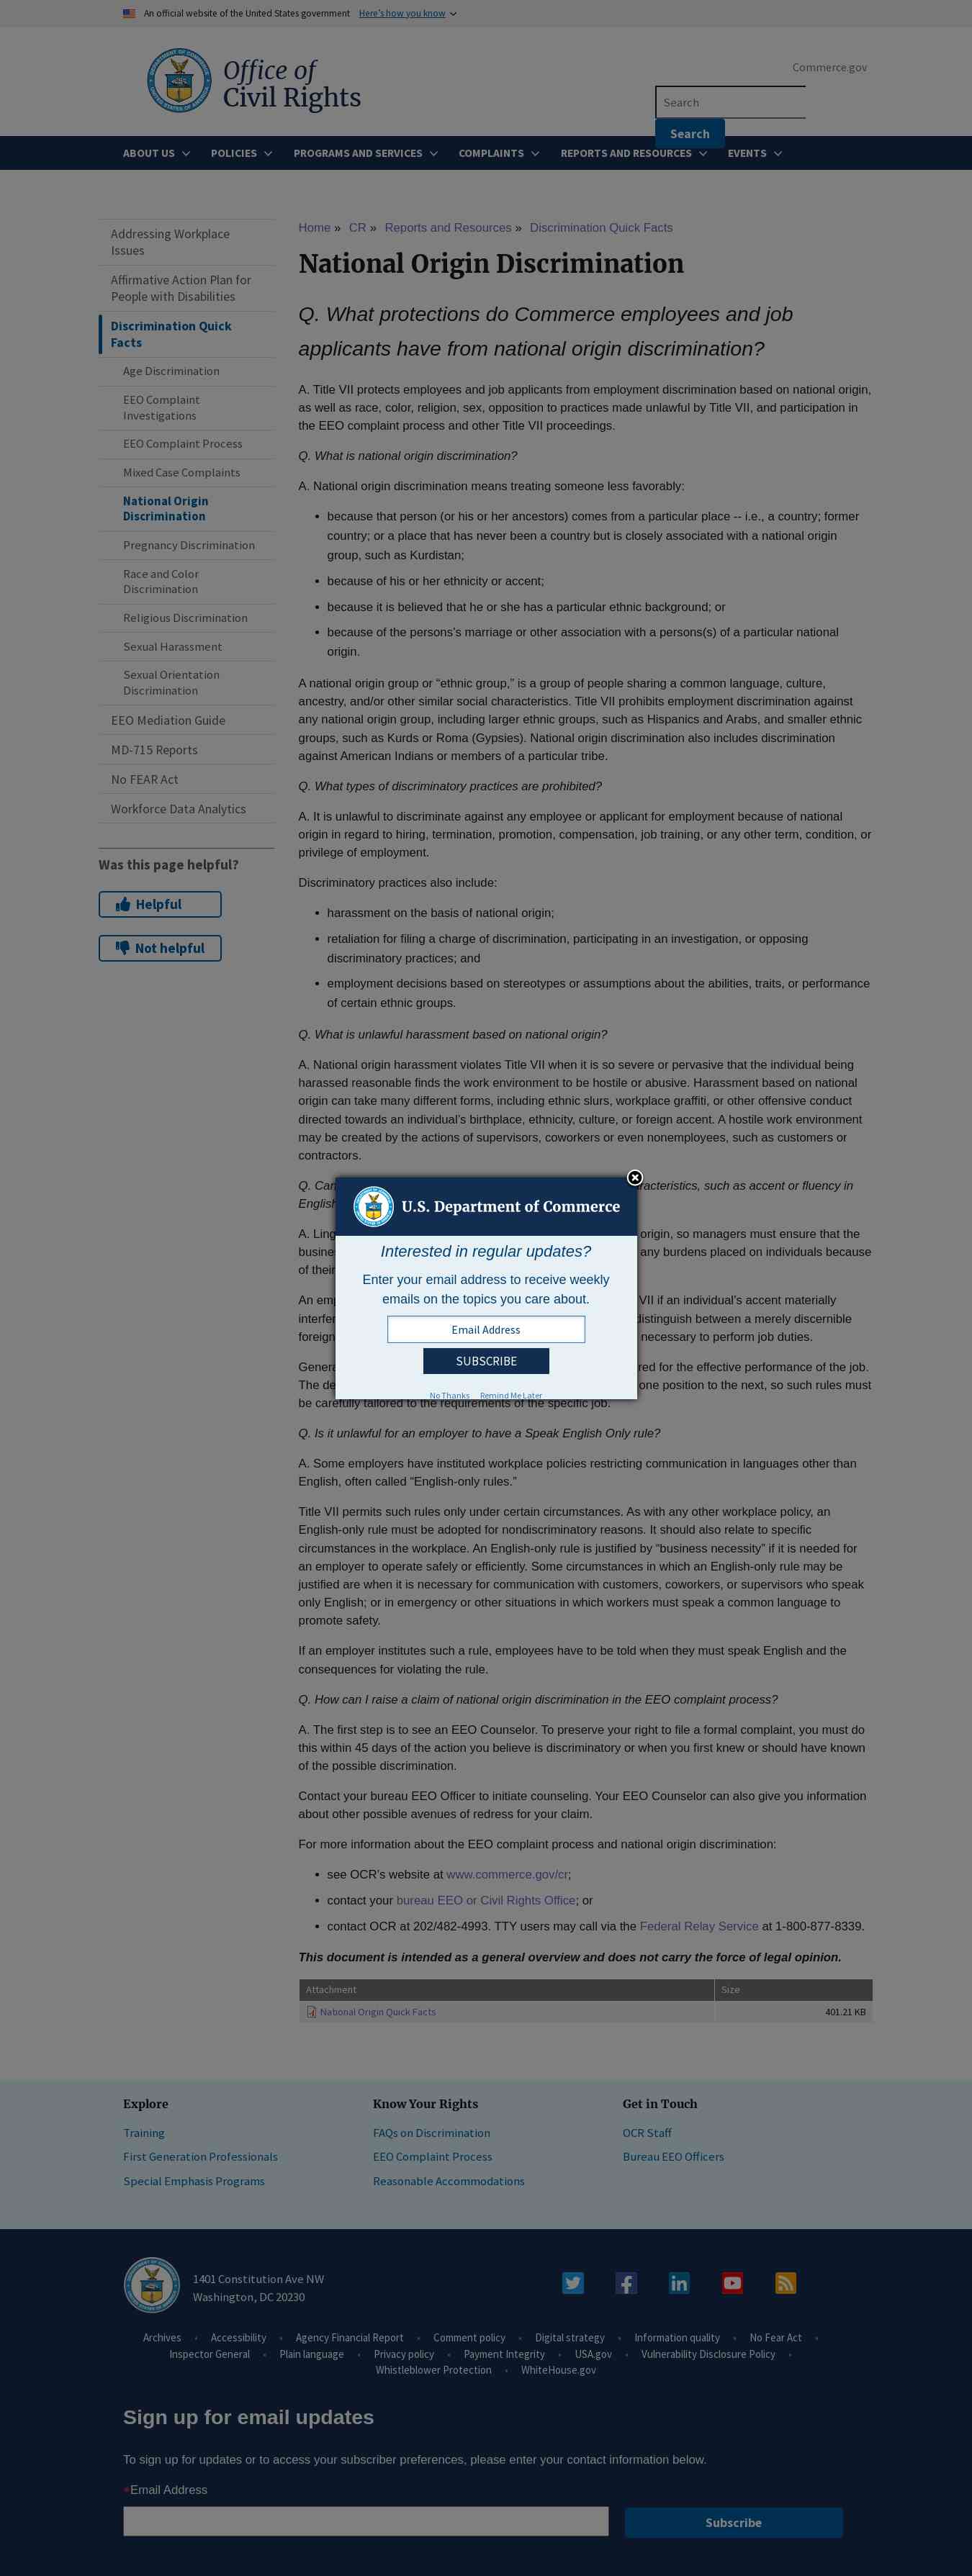 An official website of the United States government Here's how you know
Office of
Civil Rights
Commerce.gov
Search
Search
ABOUT US POLICIES PROGRAMS AND SERVICES COMPLAINTS REPORTS AND RESOURCES EVENTS
Addressing Workplace
Issues
Affirmative Action Plan for
People with Disabilities
Discrimination Quick
Facts
Age Discrimination
EEO Complaint
Investigations
EEO Complaint Process
Mixed Case Complaints
National Origin
Discrimination
Pregnancy Discrimination
Race and Color
Discrimination
Religious Discrimination
Sexual Harassment
Sexual Orientation
Discrimination
EEO Mediation Guide
MD-715 Reports
No FEAR Act
Workforce Data Analytics
Was this page helpful?
Helpful
Not helpful
Home » CR » Reports and Resources » Discrimination Quick Facts
National Origin Discrimination
Q. What protections do Commerce employees and job
applicants have from national origin discrimination?
A. Title VII protects employees and job applicants from employment discrimination based on national origin,
as well as race, color, religion, sex, opposition to practices made unlawful by Title VII, and participation in
the EEO complaint process and other Title VII proceedings.
Q. What is national origin discrimination?
A. National origin discrimination means treating someone less favorably:
• because that person (or his or her ancestors) comes from a particular place -- i.e., a country; former
country; or a place that has never been a country but is closely associated with a national origin
group, such as Kurdistan;
• because of his or her ethnicity or accent;
• because it is believed that he or she has a particular ethnic background; or
• because of the persons's marriage or other association with a persons(s) of a particular national
origin.
A national origin group or “ethnic group,” is a group of people sharing a common language, culture,
ancestry, and/or other similar social characteristics. Title VII prohibits employment discrimination against
any national origin group, including larger ethnic groups, such as Hispanics and Arabs, and smaller ethnic
groups, such as Kurds or Roma (Gypsies). National origin discrimination also includes discrimination
against American Indians or members of a particular tribe.
Q. What types of discriminatory practices are prohibited?
A. It is unlawful to discriminate against any employee or applicant for employment because of national
origin in regard to hiring, termination, promotion, compensation, job training, or any other term, condition, or
privilege of employment.
Discriminatory practices also include:
• harassment on the basis of national origin;
• retaliation for filing a charge of discrimination, participating in an investigation, or opposing
discriminatory practices; and
• employment decisions based on stereotypes or assumptions about the abilities, traits, or performance
of certain ethnic groups.
Q. What is unlawful harassment based on national origin?
A. National origin harassment violates Title VII when it is so severe or pervasive that the individual being
harassed reasonable finds the work environment to be hostile or abusive. Harassment based on national
origin can take many different forms, including ethnic slurs, workplace graffiti, or other offensive conduct
directed towards an individual's birthplace, ethnicity, culture, or foreign accent. A hostile work environment
may be created by the actions of supervisors, coworkers or even nonemployees, such as customers or
contractors.
Q. characteristics, such as accent or fluency in
English
A. origin, so managers must ensure that the
any burdens placed on individuals because
of their
An VII if an individual's accent materially
distinguish between a merely discernible
foreign necessary to perform job duties.
for the effective performance of the job.
The one position to the next, so such rules must
be carefully tailored to the requirements of the specific job.
U.S. Department of Commerce
Interested in regular updates?
Enter your email address to receive weekly
emails on the topics you care about.
Email Address
SUBSCRIBE
No Thanks Remind Me Later
Q. Is it unlawful for an employer to have a Speak English Only rule?
A. Some employers have instituted workplace policies restricting communication in languages other than
English, often called “English-only rules.”
Title VII permits such rules only under certain circumstances. As with any other workplace policy, an
English-only rule must be adopted for nondiscriminatory reasons. It should also relate to specific
circumstances in the workplace. An English-only rule is justified by “business necessity” if it is needed for
an employer to operate safely or efficiently. Some circumstances in which an English-only rule may be
justified are when it is necessary for communication with customers, coworkers, or supervisors who speak
only English; or in emergency or other situations in which workers must speak a common language to
promote safety.
If an employer institutes such a rule, employees have to be told when they must speak English and the
consequences for violating the rule.
Q. How can I raise a claim of national origin discrimination in the EEO complaint process?
A. The first step is to see an EEO Counselor. To preserve your right to file a formal complaint, you must do
this within 45 days of the action you believe is discriminatory or when you first knew or should have known
of the possible discrimination.
Contact your bureau EEO Officer to initiate counseling. Your EEO Counselor can also give you information
about other possible avenues of redress for your claim.
For more information about the EEO complaint process and national origin discrimination:
• see OCR's website at www.commerce.gov/cr;
• contact your bureau EEO or Civil Rights Office; or
• contact OCR at 202/482-4993. TTY users may call via the Federal Relay Service at 1-800-877-8339.
This document is intended as a general overview and does not carry the force of legal opinion.
Attachment Size
National Origin Quick Facts 401.21 KB
Explore
Training
First Generation Professionals
Special Emphasis Programs
Know Your Rights
FAQs on Discrimination
EEO Complaint Process
Reasonable Accommodations
Get in Touch
OCR Staff
Bureau EEO Officers
1401 Constitution Ave NW
Washington, DC 20230
Archives • Accessibility • Agency Financial Report • Comment policy • Digital strategy • Information quality • No Fear Act •
Inspector General • Plain language • Privacy policy • Payment Integrity • USA.gov • Vulnerability Disclosure Policy •
Whistleblower Protection • WhiteHouse.gov
Sign up for email updates
To sign up for updates or to access your subscriber preferences, please enter your contact information below.
*Email Address
Subscribe